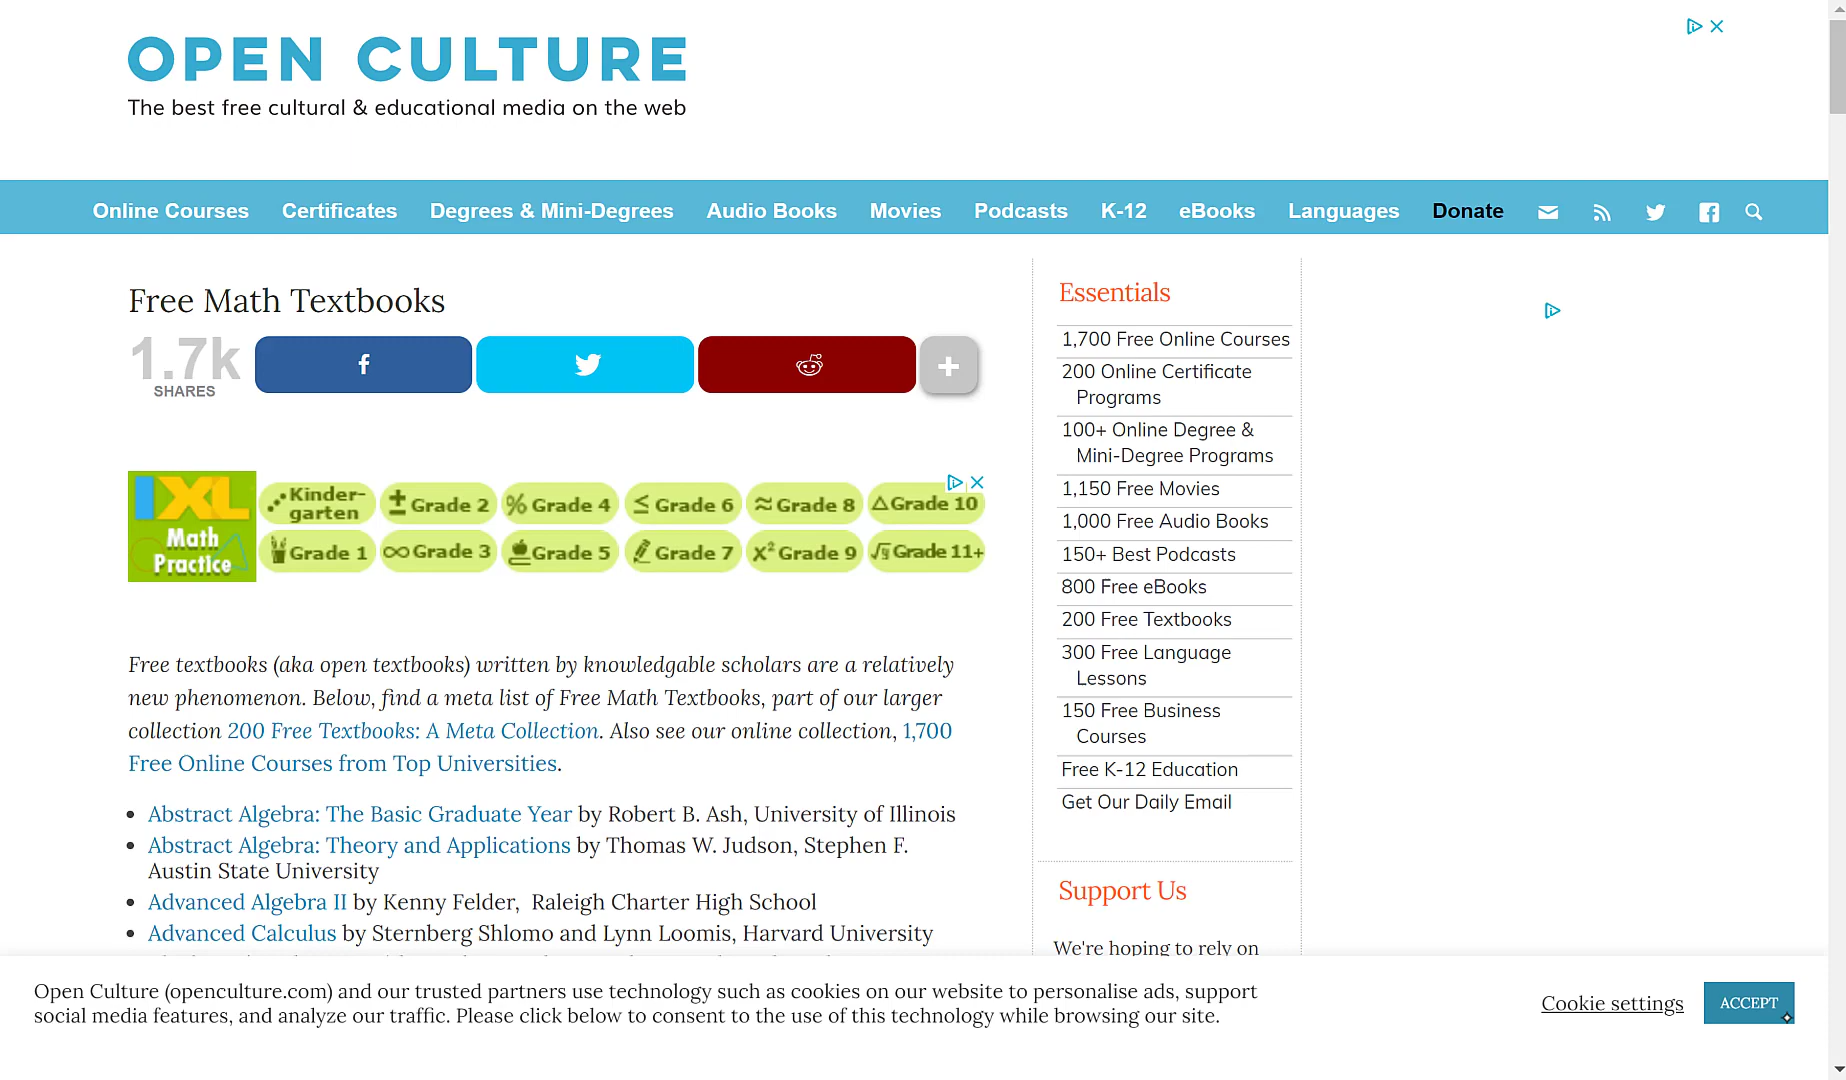 OPEN CULTURE
The best free cultural & educational media on the web
Online Courses Certificates Degrees & Mini-Degrees Audio Books Movies Podcasts K-12 eBooks Languages Donate
Free Math Textbooks
1.7k
SHARES
IXL
Math
Practice
Kinder-
garten
± Grade 2
% Grade 4
≤ Grade 6
≈ Grade 8
△ Grade 10
Grade 1
∞ Grade 3
Grade 5
Grade 7
x² Grade 9
Grade 11+
Free textbooks (aka open textbooks) written by knowledgable scholars are a relatively
new phenomenon. Below, find a meta list of Free Math Textbooks, part of our larger
collection 200 Free Textbooks: A Meta Collection. Also see our online collection, 1,700
Free Online Courses from Top Universities.
• Abstract Algebra: The Basic Graduate Year by Robert B. Ash, University of Illinois
• Abstract Algebra: Theory and Applications by Thomas W. Judson, Stephen F.
Austin State University
• Advanced Algebra II by Kenny Felder, Raleigh Charter High School
• Advanced Calculus by Sternberg Shlomo and Lynn Loomis, Harvard University
Essentials
1,700 Free Online Courses
200 Online Certificate
Programs
100+ Online Degree &
Mini-Degree Programs
1,150 Free Movies
1,000 Free Audio Books
150+ Best Podcasts
800 Free eBooks
200 Free Textbooks
300 Free Language
Lessons
150 Free Business
Courses
Free K-12 Education
Get Our Daily Email
Support Us
We're hoping to rely on
Open Culture (openculture.com) and our trusted partners use technology such as cookies on our website to personalise ads, support
social media features, and analyze our traffic. Please click below to consent to the use of this technology while browsing our site.
Cookie settings
ACCEPT